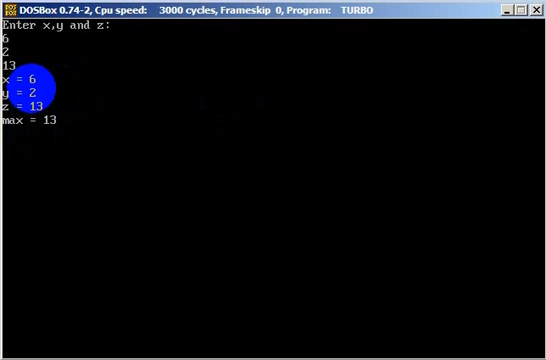 DOSBox 0.74-2, Cpu speed: 3000 cycles, Frameskip 0, Program: TURBO
Enter x,y and z:
6
2
13
x = 6
y = 2
z = 13
max = 13